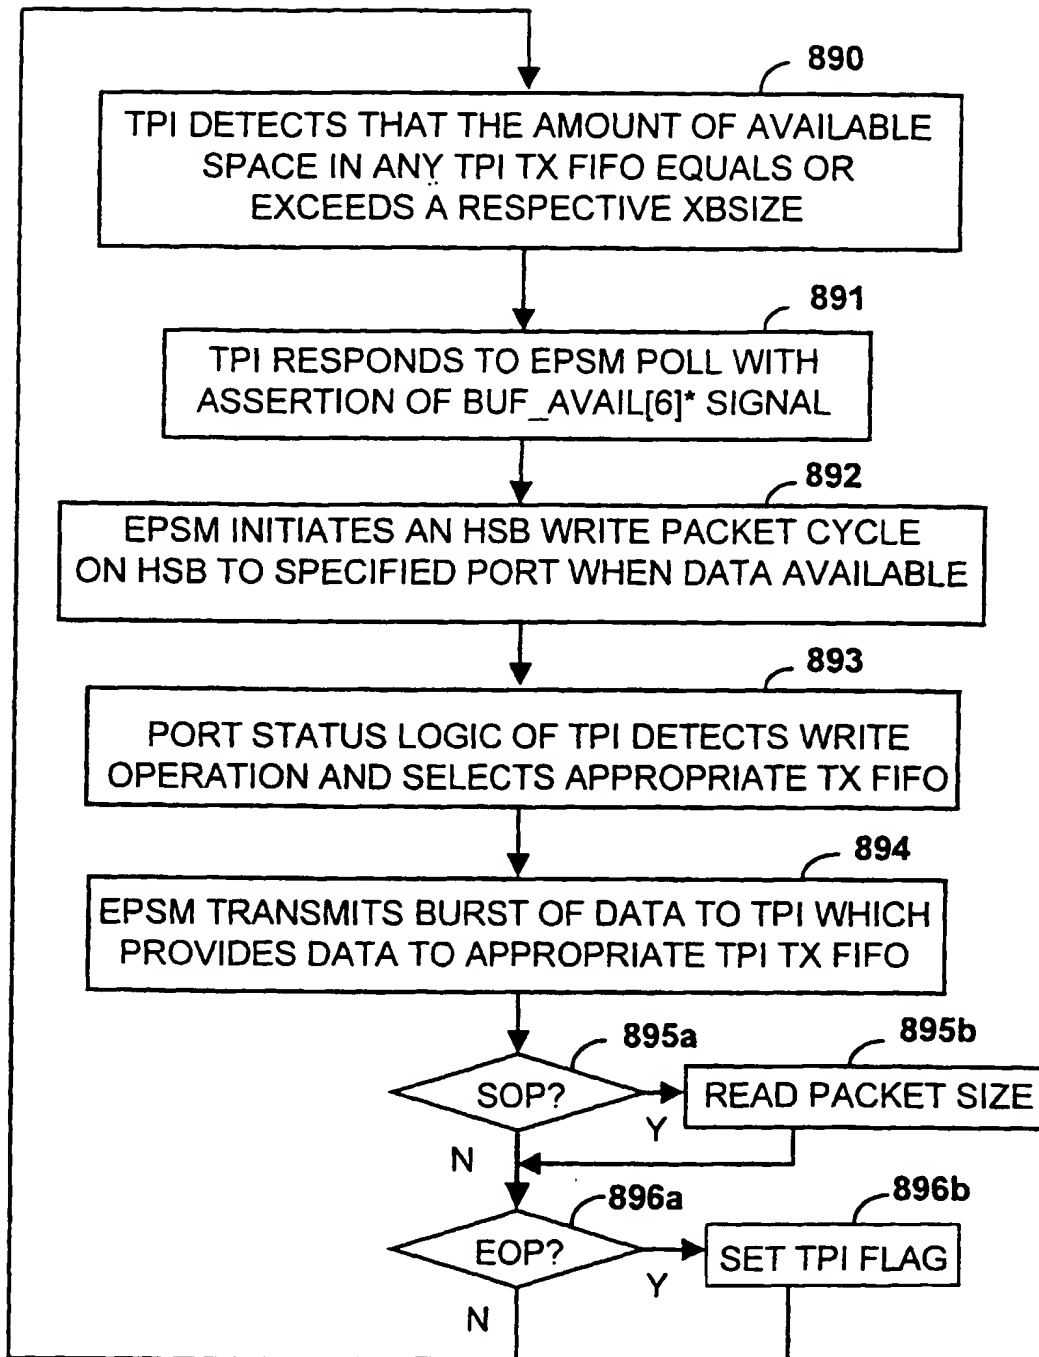 890
TPI DETECTS THAT THE AMOUNT OF AVAILABLE
SPACE IN ANY TPI TX FIFO EQUALS OR
EXCEEDS A RESPECTIVE XBSIZE
891
TPI RESPONDS TO EPSM POLL WITH
ASSERTION OF BUF_AVAIL[6]* SIGNAL
892
EPSM INITIATES AN HSB WRITE PACKET CYCLE
ON HSB TO SPECIFIED PORT WHEN DATA AVAILABLE
893
PORT STATUS LOGIC OF TPI DETECTS WRITE
OPERATION AND SELECTS APPROPRIATE TX FIFO
894
EPSM TRANSMITS BURST OF DATA TO TPI WHICH
PROVIDES DATA TO APPROPRIATE TPI TX FIFO
895a
895b
SOP?
Y
READ PACKET SIZE
N
896a
896b
EOP?
Y
SET TPI FLAG
N